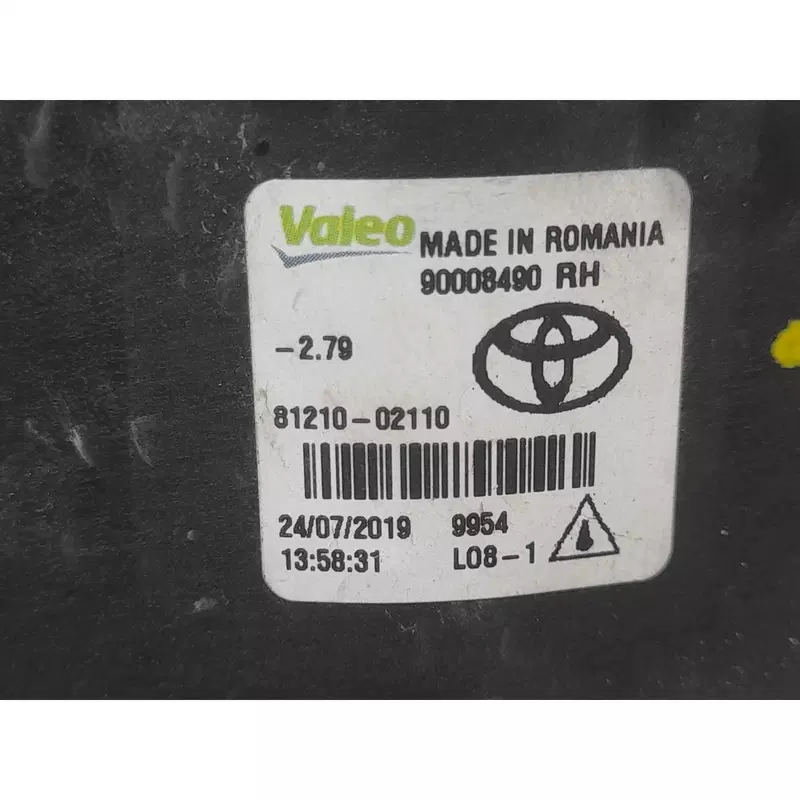 Valeo MADE IN ROMANIA
90008490 RH
-2.79
81210-02110
24/07/2019 9954
13:58:31 L08-1